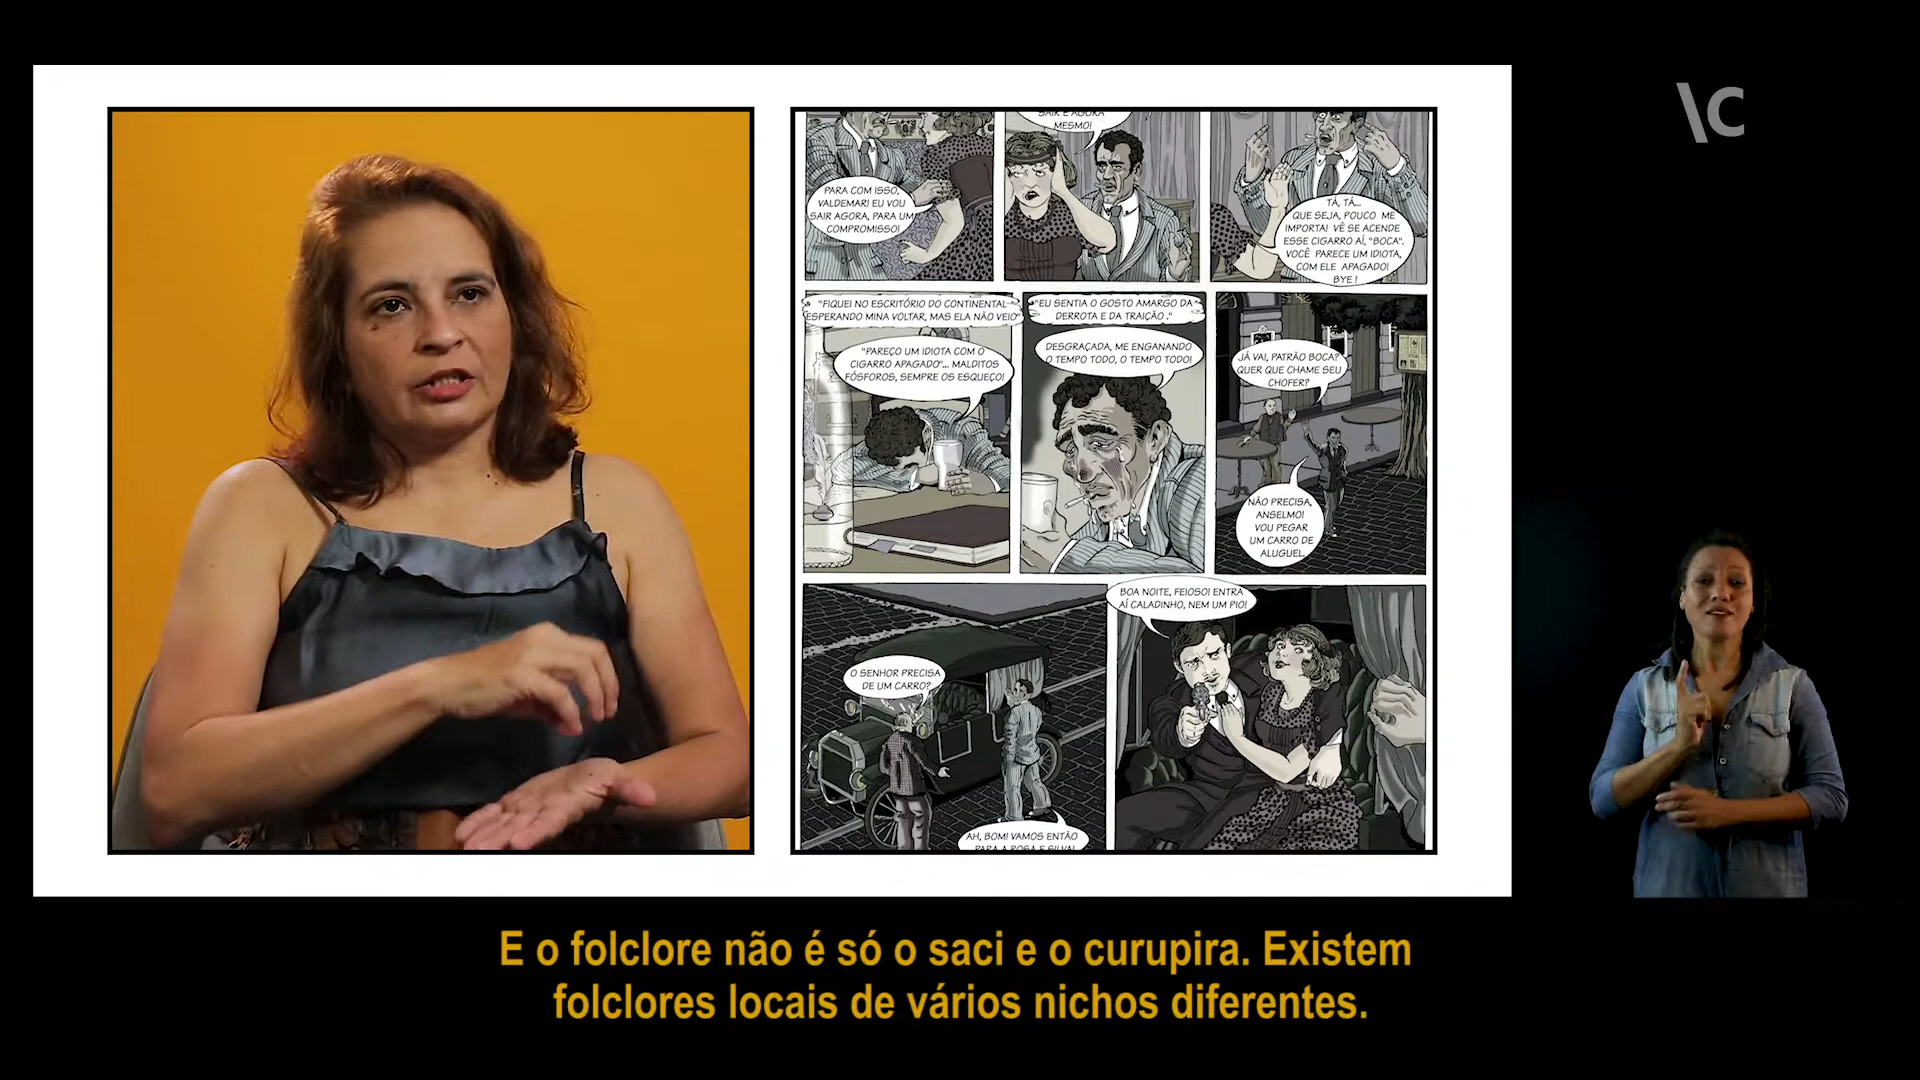 \C
SAIR E AGORA
MESMO!
PARA COM ISSO,
VALDEMAR! EU VOU
SAIR AGORA, PARA UM
COMPROMISSO!
TÁ, TÁ...
QUE SEJA, POUCO ME
IMPORTA! VÊ SE ACENDE
ESSE CIGARRO AÍ, "BOCA".
VOCÊ PARECE UM IDIOTA,
COM ELE APAGADO!
BYE !
"FIQUEI NO ESCRITÓRIO DO CONTINENTAL
ESPERANDO MINA VOLTAR, MAS ELA NÃO VEIO"
"PAREÇO UM IDIOTA COM O
CIGARRO APAGADO"... MALDITOS
FÓSFOROS, SEMPRE OS ESQUEÇO!
"EU SENTIA O GOSTO AMARGO DA
DERROTA E DA TRAIÇÃO ."
DESGRAÇADA, ME ENGANANDO
O TEMPO TODO, O TEMPO TODO!
JÁ VAI, PATRÃO BOCA?
QUER QUE CHAME SEU
CHOFER?
NÃO PRECISA,
ANSELMO!
VOU PEGAR
UM CARRO DE
ALUGUEL.
O SENHOR PRECISA
DE UM CARRO?
AH, BOM! VAMOS ENTÃO
PARA A ROSA E SILVA!
BOA NOITE, FEIOSO! ENTRA
AÍ CALADINHO, NEM UM PIO!
E o folclore não é só o saci e o curupira. Existem
folclores locais de vários nichos diferentes.